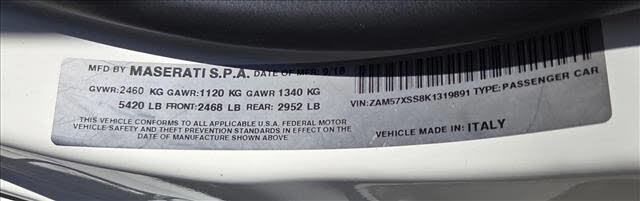 MFD BY MASERATI S.P.A. DATE OF MFR. 9/18
GVWR:2460 KG GAWR:1120 KG GAWR 1340 KG
5420 LB FRONT:2468 LB REAR: 2952 LB
VIN:ZAM57XSS8K1319891 TYPE: PASSENGER CAR
THIS VEHICLE CONFORMS TO ALL APPLICABLE U.S.A. FEDERAL MOTOR
VEHICLE-SAFETY AND THEFT PREVENTION STANDARDS IN EFFECT ON THE
DATE OF MANUFACTURE SHOWN ABOVE.
VEHICLE MADE IN: ITALY